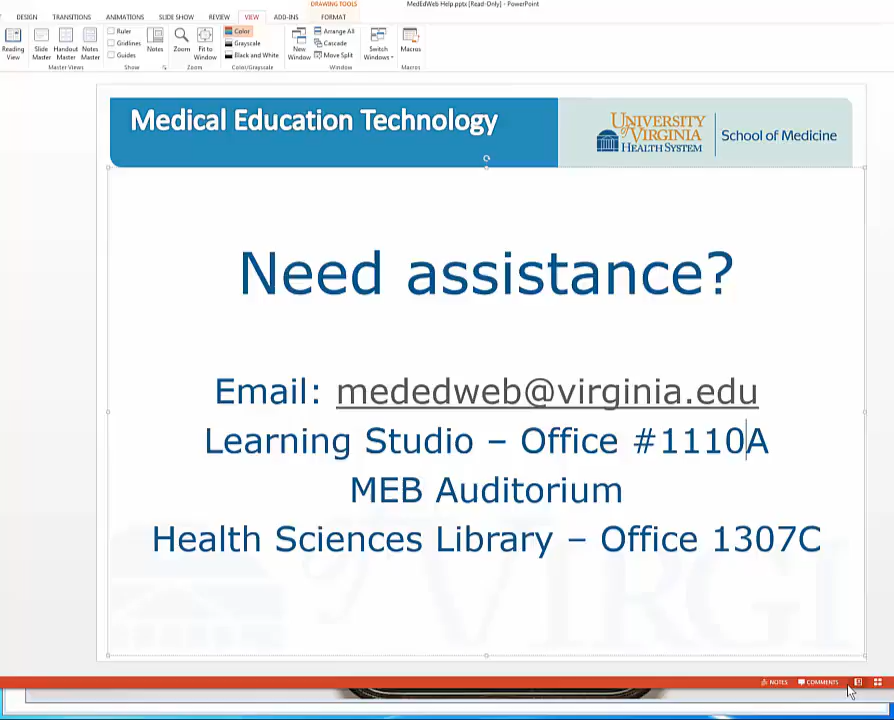 DRAWING TOOLS
MedEdWeb Help.pptx [Read-Only] - PowerPoint
DESIGN TRANSITIONS ANIMATIONS SLIDE SHOW REVIEW VIEW ADD-INS FORMAT
Reading View
Slide Master
Handout Master
Notes Master
Master Views
Ruler
Gridlines
Guides
Show
Notes
Zoom
Fit to Window
Zoom
Color
Grayscale
Black and White
Color/Grayscale
New Window
Arrange All
Cascade
Move Split
Window
Switch Windows
Macros
Macros
Medical Education Technology
UNIVERSITY
of VIRGINIA
HEALTH SYSTEM
School of Medicine
Need assistance?
Email: mededweb@virginia.edu
Learning Studio – Office #1110A
MEB Auditorium
Health Sciences Library – Office 1307C
VIRGI
NOTES COMMENTS